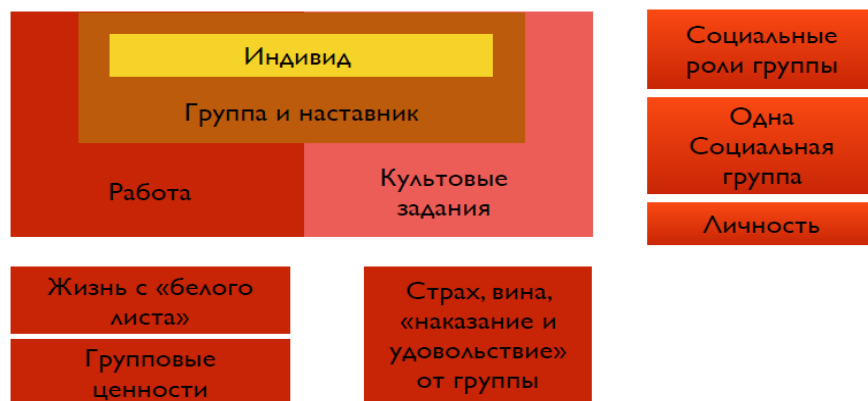 Индивид
Группа и наставник
Работа
Культовые
задания
Социальные
роли группы
Одна
Социальная
группа
Личность
Жизнь с «белого
листа»
Групповые
ценности
Страх, вина,
«наказание и
удовольствие»
от группы